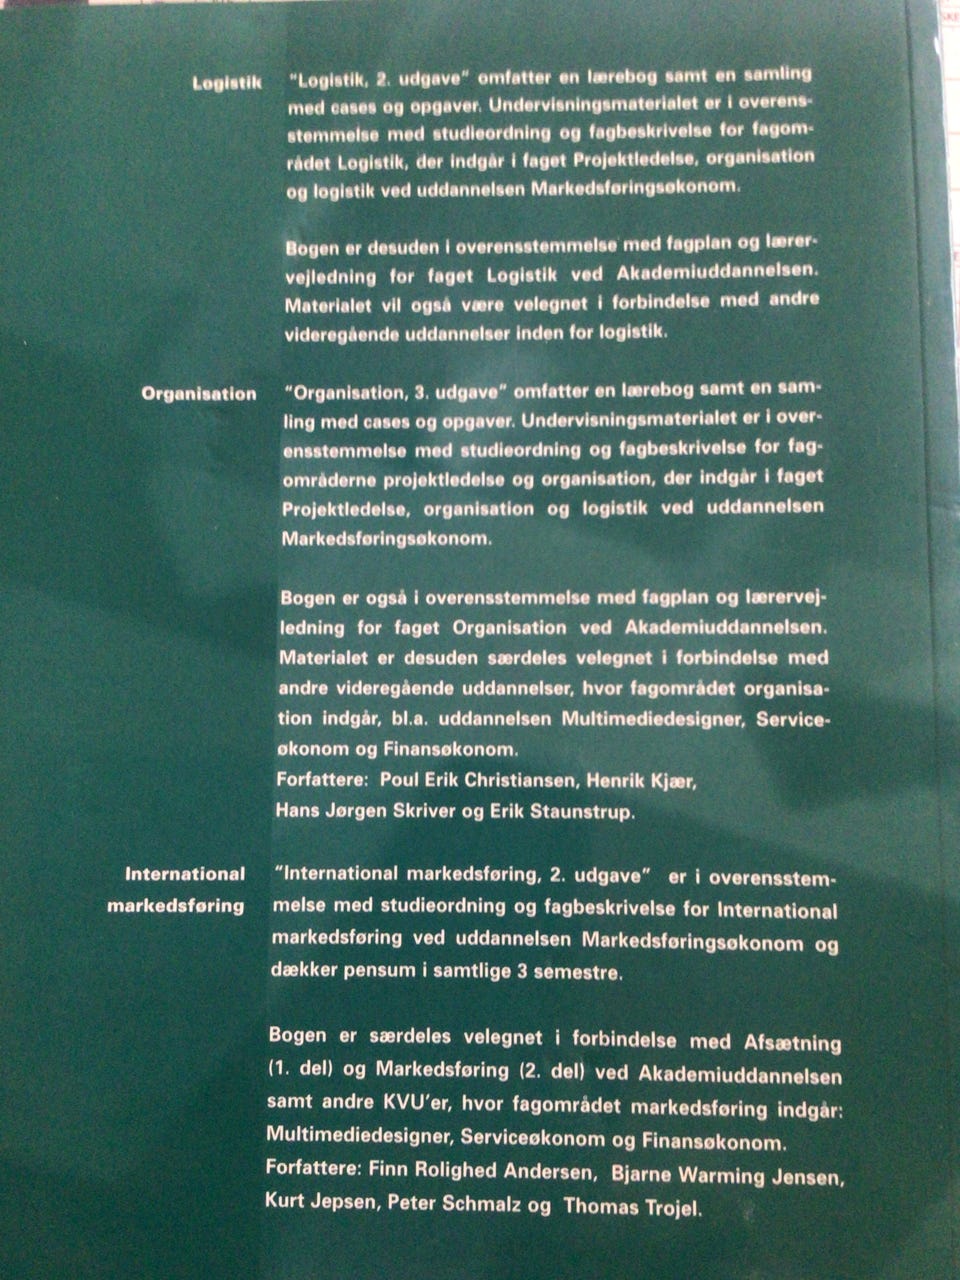 Logistik "Logistik, 2. udgave" omfatter en lærebog samt en samling
med cases og opgaver. Undervisningsmaterialet er i overens-
stemmelse med studieordning og fagbeskrivelse for fagom-
rådet Logistik, der indgår i faget Projektledelse, organisation
og logistik ved uddannelsen Markedsføringsøkonom.
Bogen er desuden i overensstemmelse med fagplan og lærer-
vejledning for faget Logistik ved Akademiuddannelsen.
Materialet vil også være velegnet i forbindelse med andre
videregående uddannelser inden for logistik.
Organisation "Organisation, 3. udgave" omfatter en lærebog samt en sam-
ling med cases og opgaver. Undervisningsmaterialet er i over-
ensstemmelse med studieordning og fagbeskrivelse for fag-
områderne projektledelse og organisation, der indgår i faget
Projektledelse, organisation og logistik ved uddannelsen
Markedsføringsøkonom.
Bogen er også i overensstemmelse med fagplan og lærervej-
ledning for faget Organisation ved Akademiuddannelsen.
Materialet er desuden særdeles velegnet i forbindelse med
andre videregående uddannelser, hvor fagområdet organisa-
tion indgår, bl.a. uddannelsen Multimediedesigner, Service-
økonom og Finansøkonom.
Forfattere: Poul Erik Christiansen, Henrik Kjær,
Hans Jørgen Skriver og Erik Staunstrup.
International "International markedsføring, 2. udgave" er i overensstem-
markedsføring melse med studieordning og fagbeskrivelse for International
markedsføring ved uddannelsen Markedsføringsøkonom og
dækker pensum i samtlige 3 semestre.
Bogen er særdeles velegnet i forbindelse med Afsætning
(1. del) og Markedsføring (2. del) ved Akademiuddannelsen
samt andre KVU'er, hvor fagområdet markedsføring indgår:
Multimediedesigner, Serviceøkonom og Finansøkonom.
Forfattere: Finn Rolighed Andersen, Bjarne Warming Jensen,
Kurt Jepsen, Peter Schmalz og Thomas Trojel.